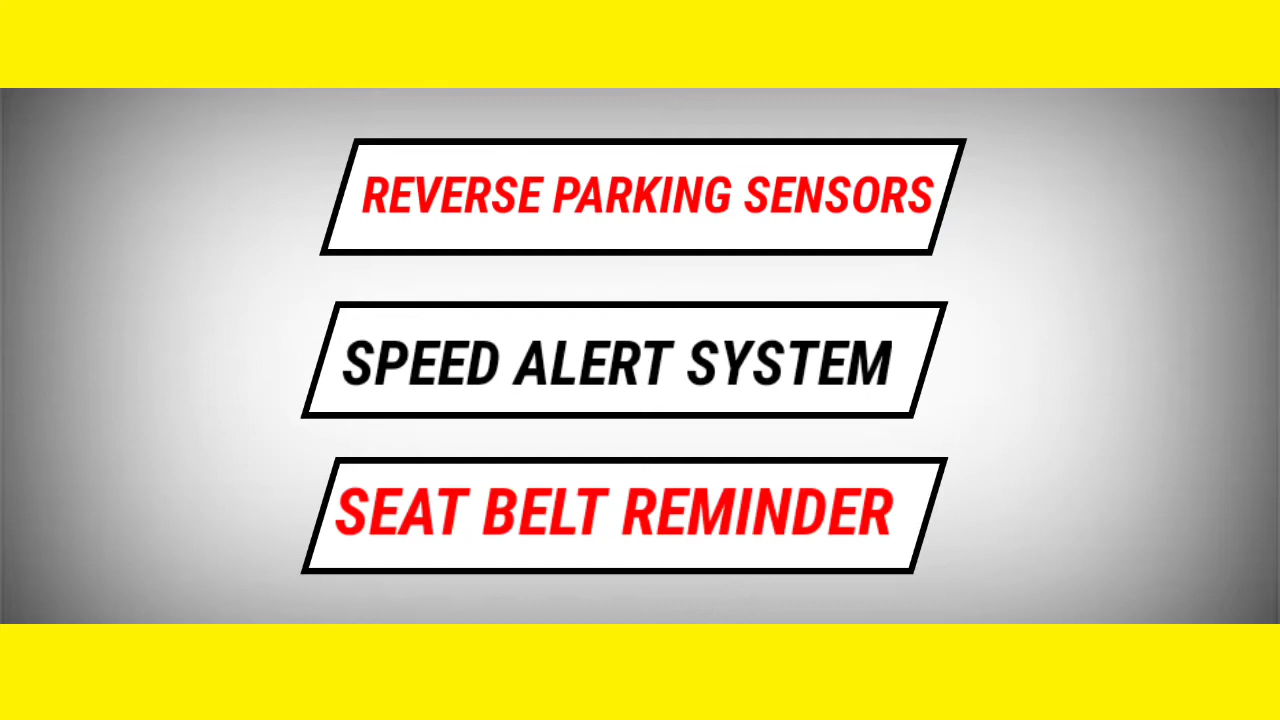 REVERSE PARKING SENSORS
SPEED ALERT SYSTEM
SEAT BELT REMINDER